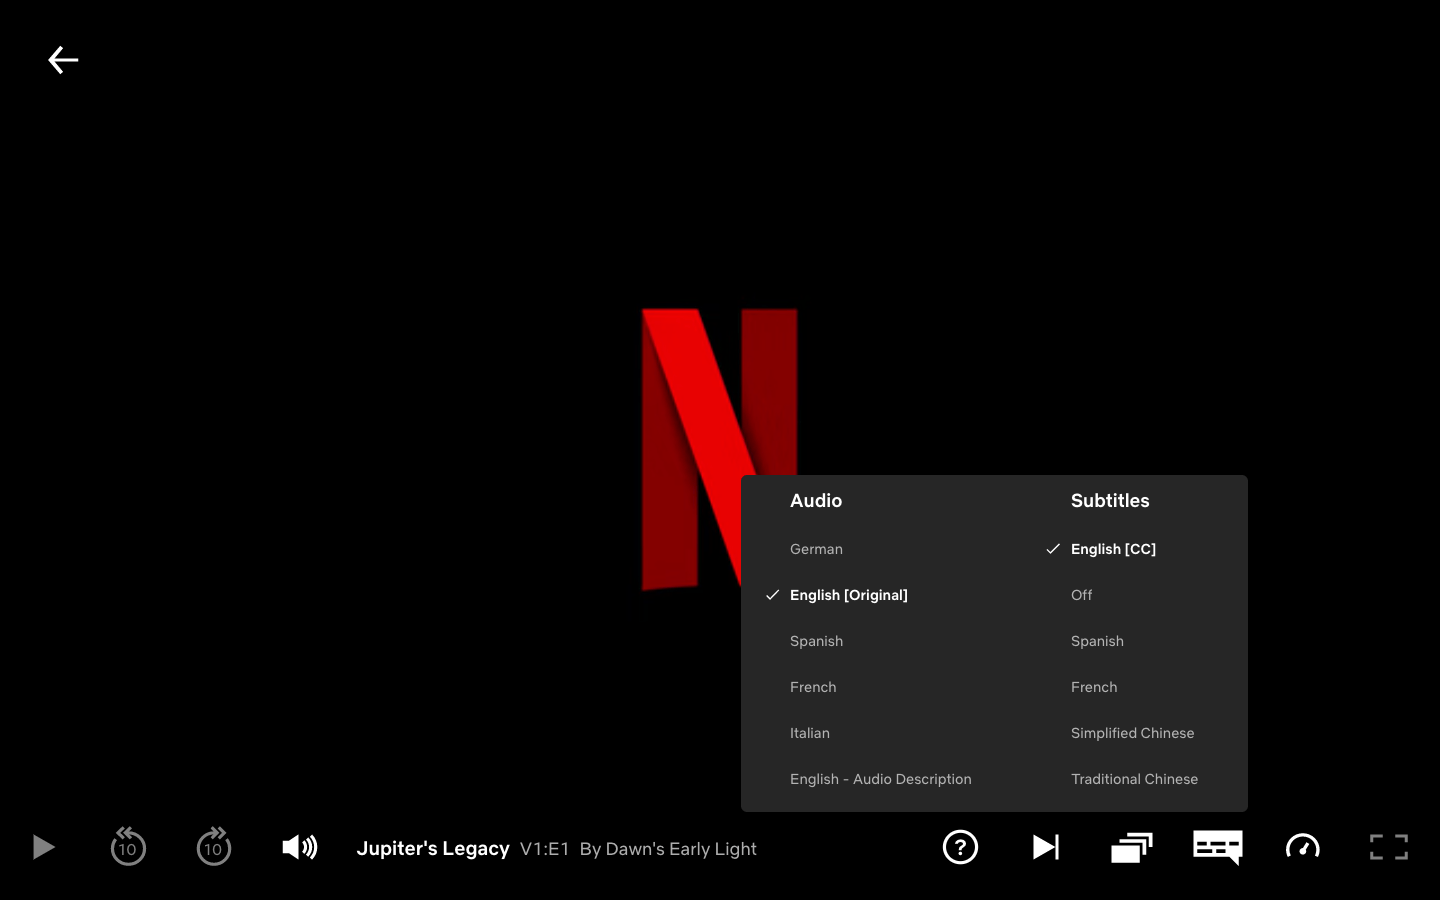 Audio
German
English [Original]
Spanish
French
Italian
English - Audio Description
Subtitles
English [CC]
Off
Spanish
French
Simplified Chinese
Traditional Chinese
10
10
Jupiter's Legacy V1:E1 By Dawn's Early Light
?